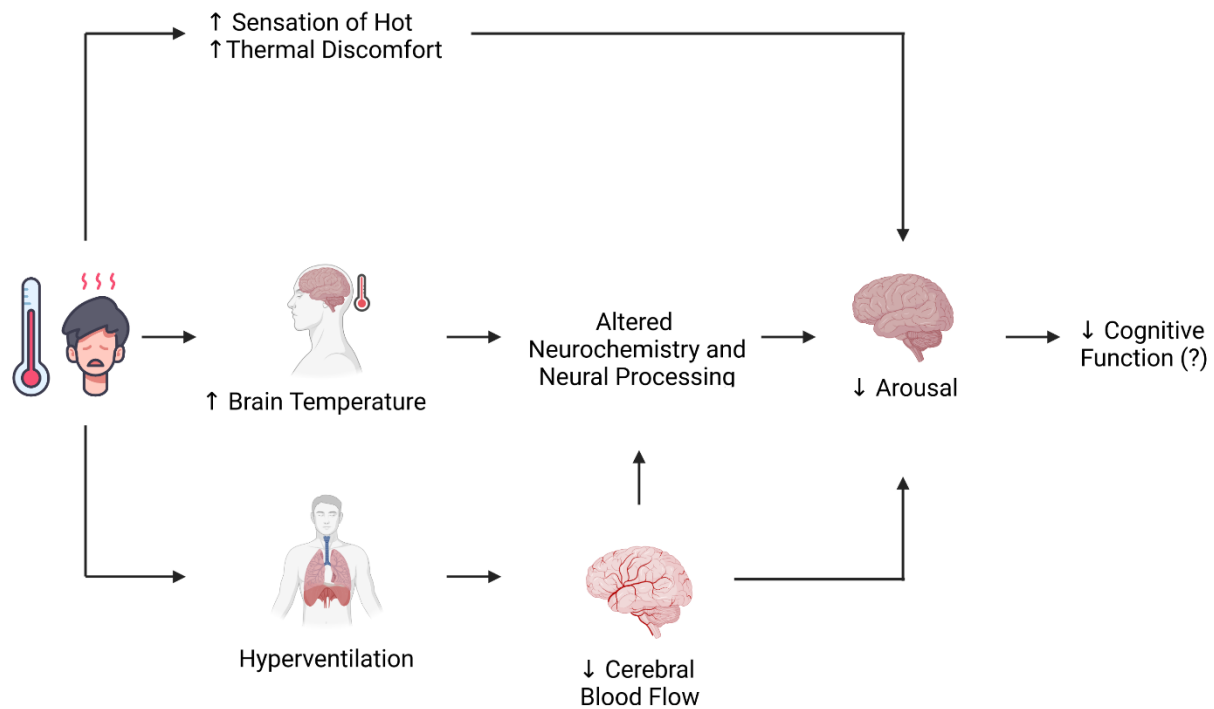 ↑ Sensation of Hot
↑Thermal Discomfort
↑ Brain Temperature
Altered
Neurochemistry and
Neural Processing
↓ Arousal
↓ Cognitive
Function (?)
Hyperventilation
↓ Cerebral
Blood Flow